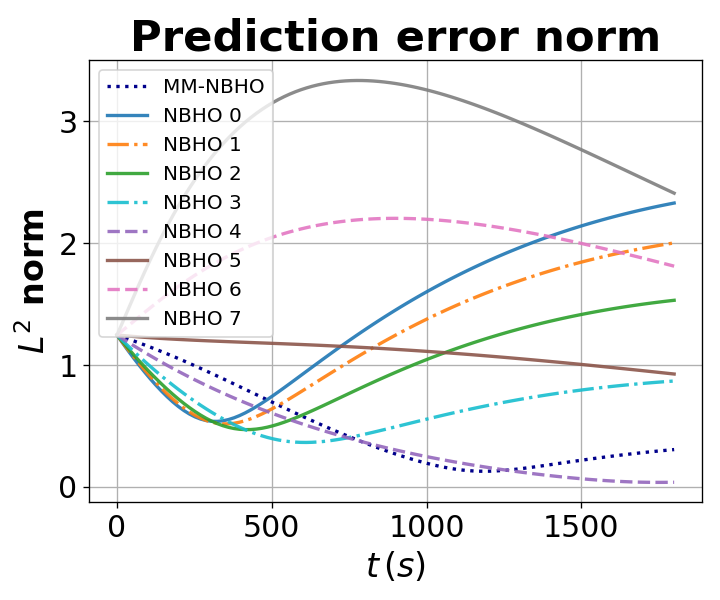 Prediction error norm
L² norm
3
2
1
0
MM-NBHO
NBHO 0
NBHO 1
NBHO 2
NBHO 3
NBHO 4
NBHO 5
NBHO 6
NBHO 7
0 500 1000 1500
t (s)